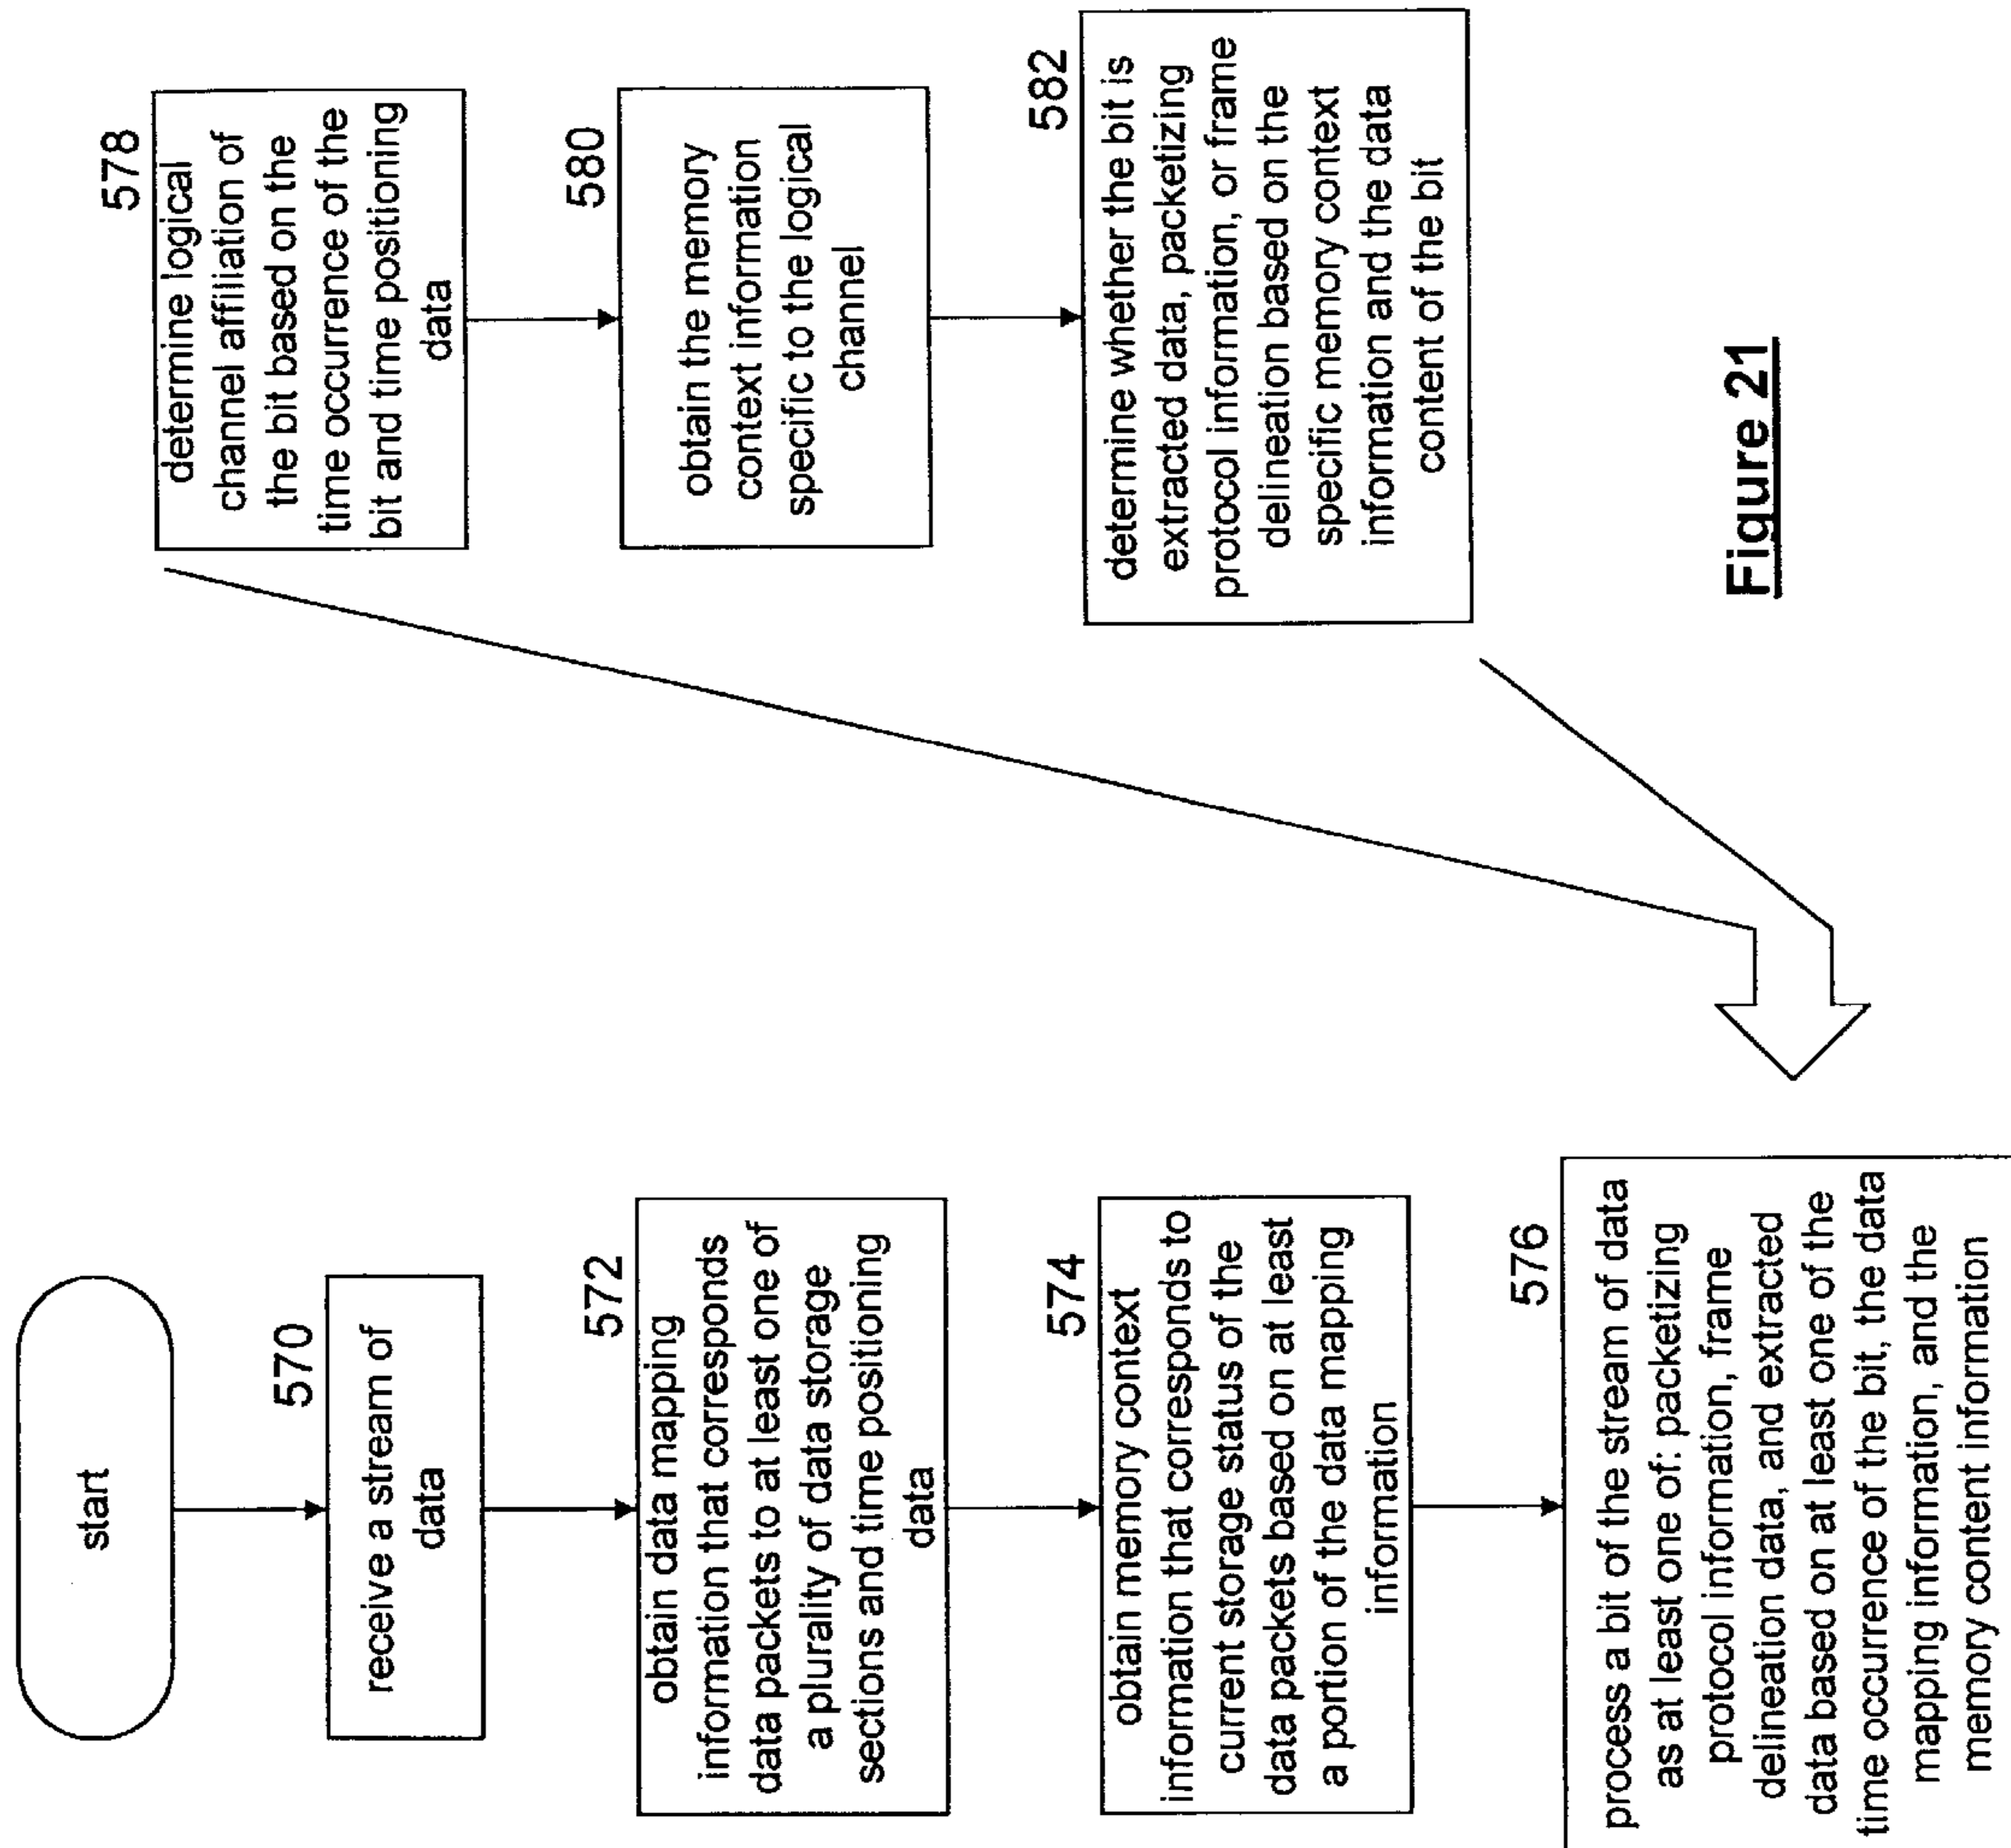 start
570
receive a stream of
data
572
obtain data mapping
information that corresponds
data packets to at least one of
a plurality of data storage
sections and time positioning
data
574
obtain memory context
information that corresponds to
current storage status of the
data packets based on at least
a portion of the data mapping
information
576
process a bit of the stream of data
as at least one of: packetizing
protocol information, frame
delineation data, and extracted
data based on at least one of the
time occurrence of the bit, the data
mapping information, and the
memory content information
578
determine logical
channel affiliation of
the bit based on the
time occurrence of the
bit and time positioning
data
580
obtain the memory
context information
specific to the logical
channel
582
determine whether the bit is
extracted data, packetizing
protocol information, or frame
delineation based on the
specific memory context
information and the data
content of the bit
Figure 21